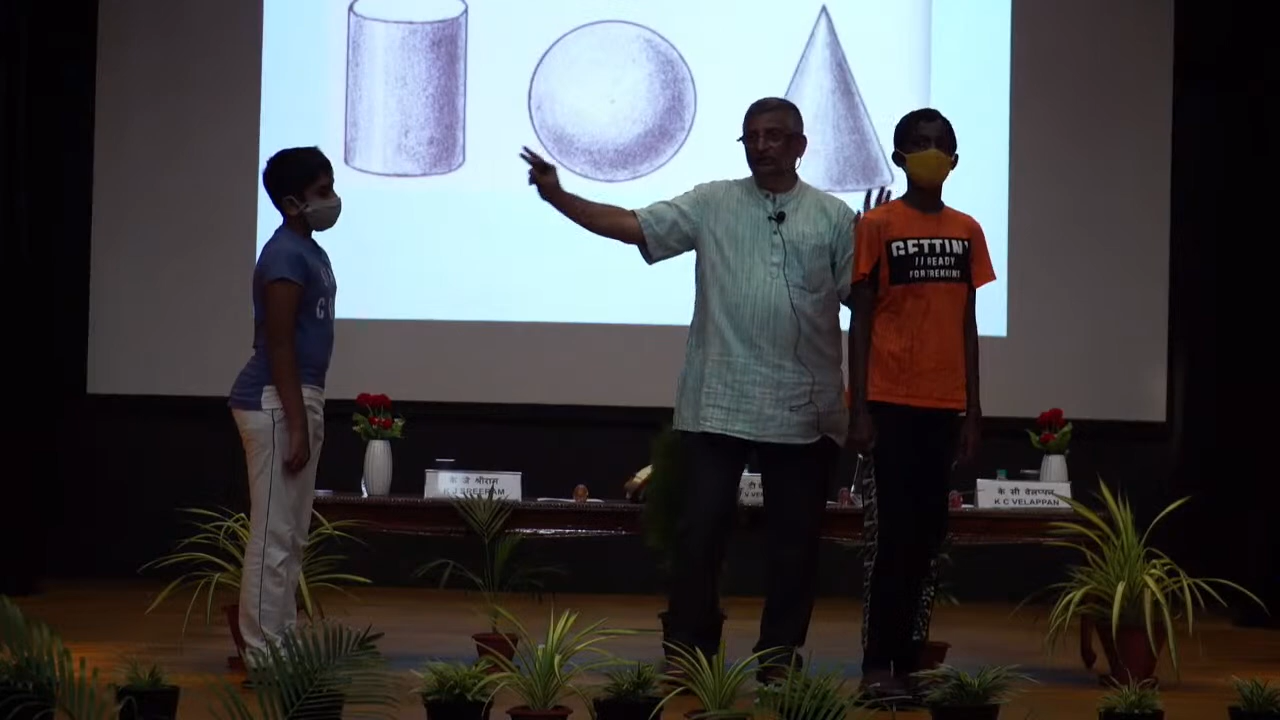 GETTIN'
// READY
FOR TREKKING
के जे श्रीराम
K J SREERAM
के सी वेलप्पन
K C VELAPPAN